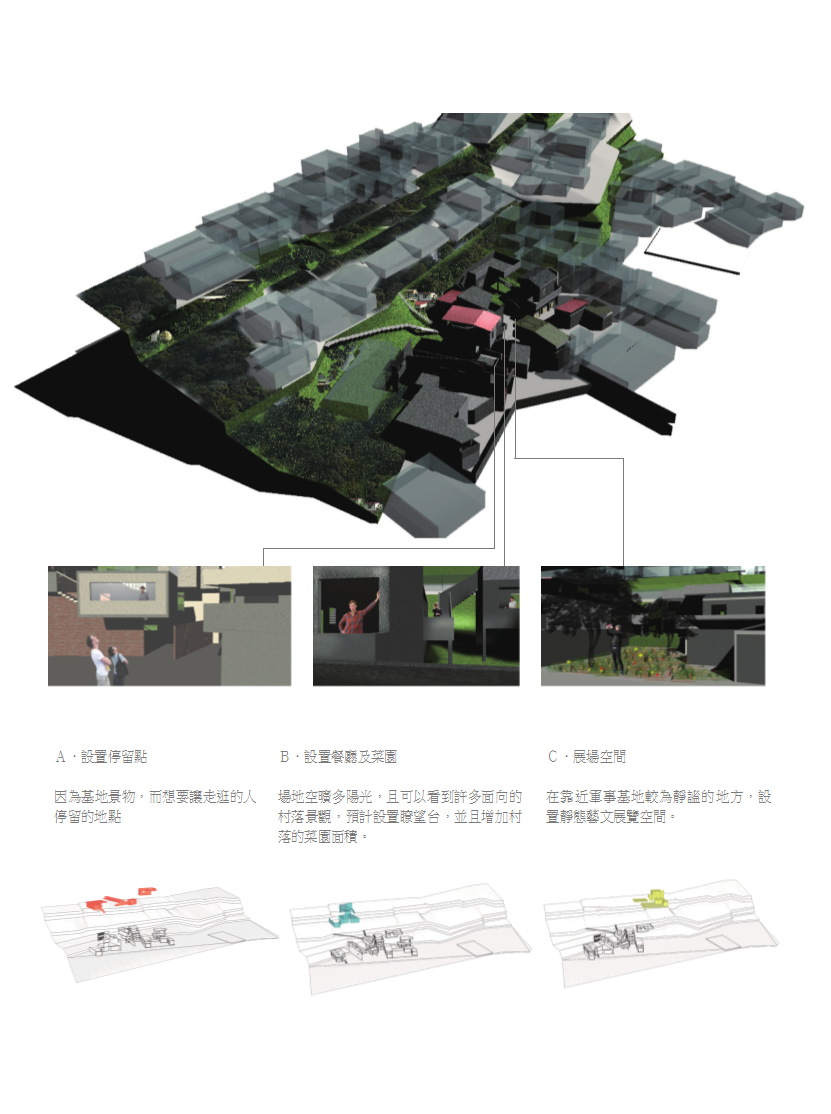 A．設置停留點
因為基地景物，而想要讓走逛的人
停留的地點
B．設置餐廳及菜園
場地空曠多陽光，且可以看到許多面向的
村落景觀，預計設置瞭望台，並且增加村
落的菜園面積。
C．展場空間
在靠近軍事基地較為靜謐的地方，設
置靜態藝文展覽空間。